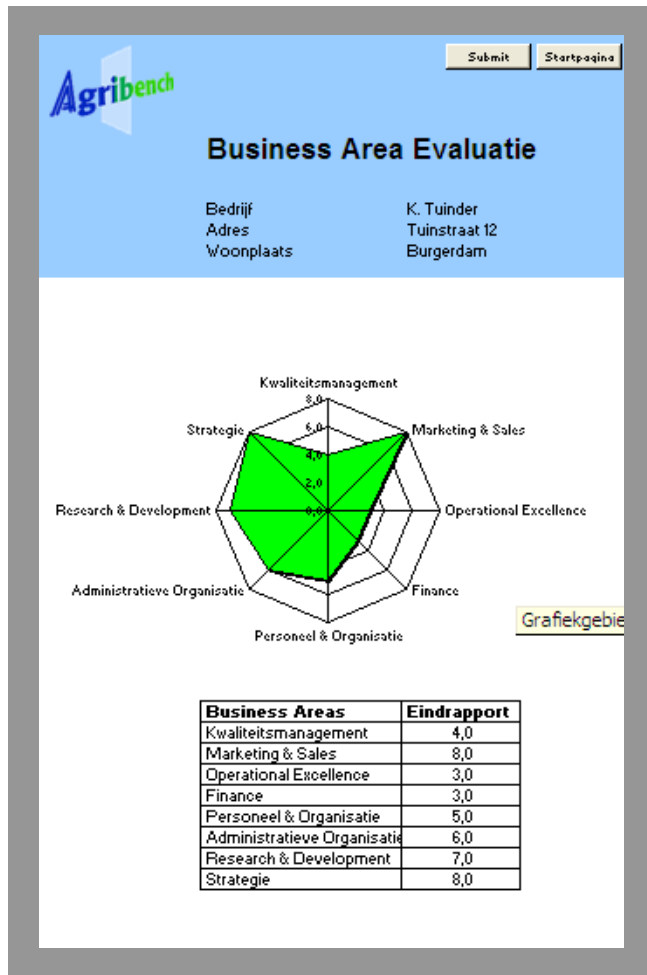 Submit Startpagina
Agribench
Business Area Evaluatie
Bedrijf K. Tuinder
Adres Tuinstraat 12
Woonplaats Burgerdam
Kwaliteitsmanagement
8,0
Strategie 6,0 Marketing & Sales
4,0
2,0
Research & Development 0,0 Operational Excellence
Administratieve Organisatie Finance
Grafiekgebie
Personeel & Organisatie
Business Areas Eindrapport
Kwaliteitsmanagement 4,0
Marketing & Sales 8,0
Operational Excellence 3,0
Finance 3,0
Personeel & Organisatie 5,0
Administratieve Organisatie 6,0
Research & Development 7,0
Strategie 8,0